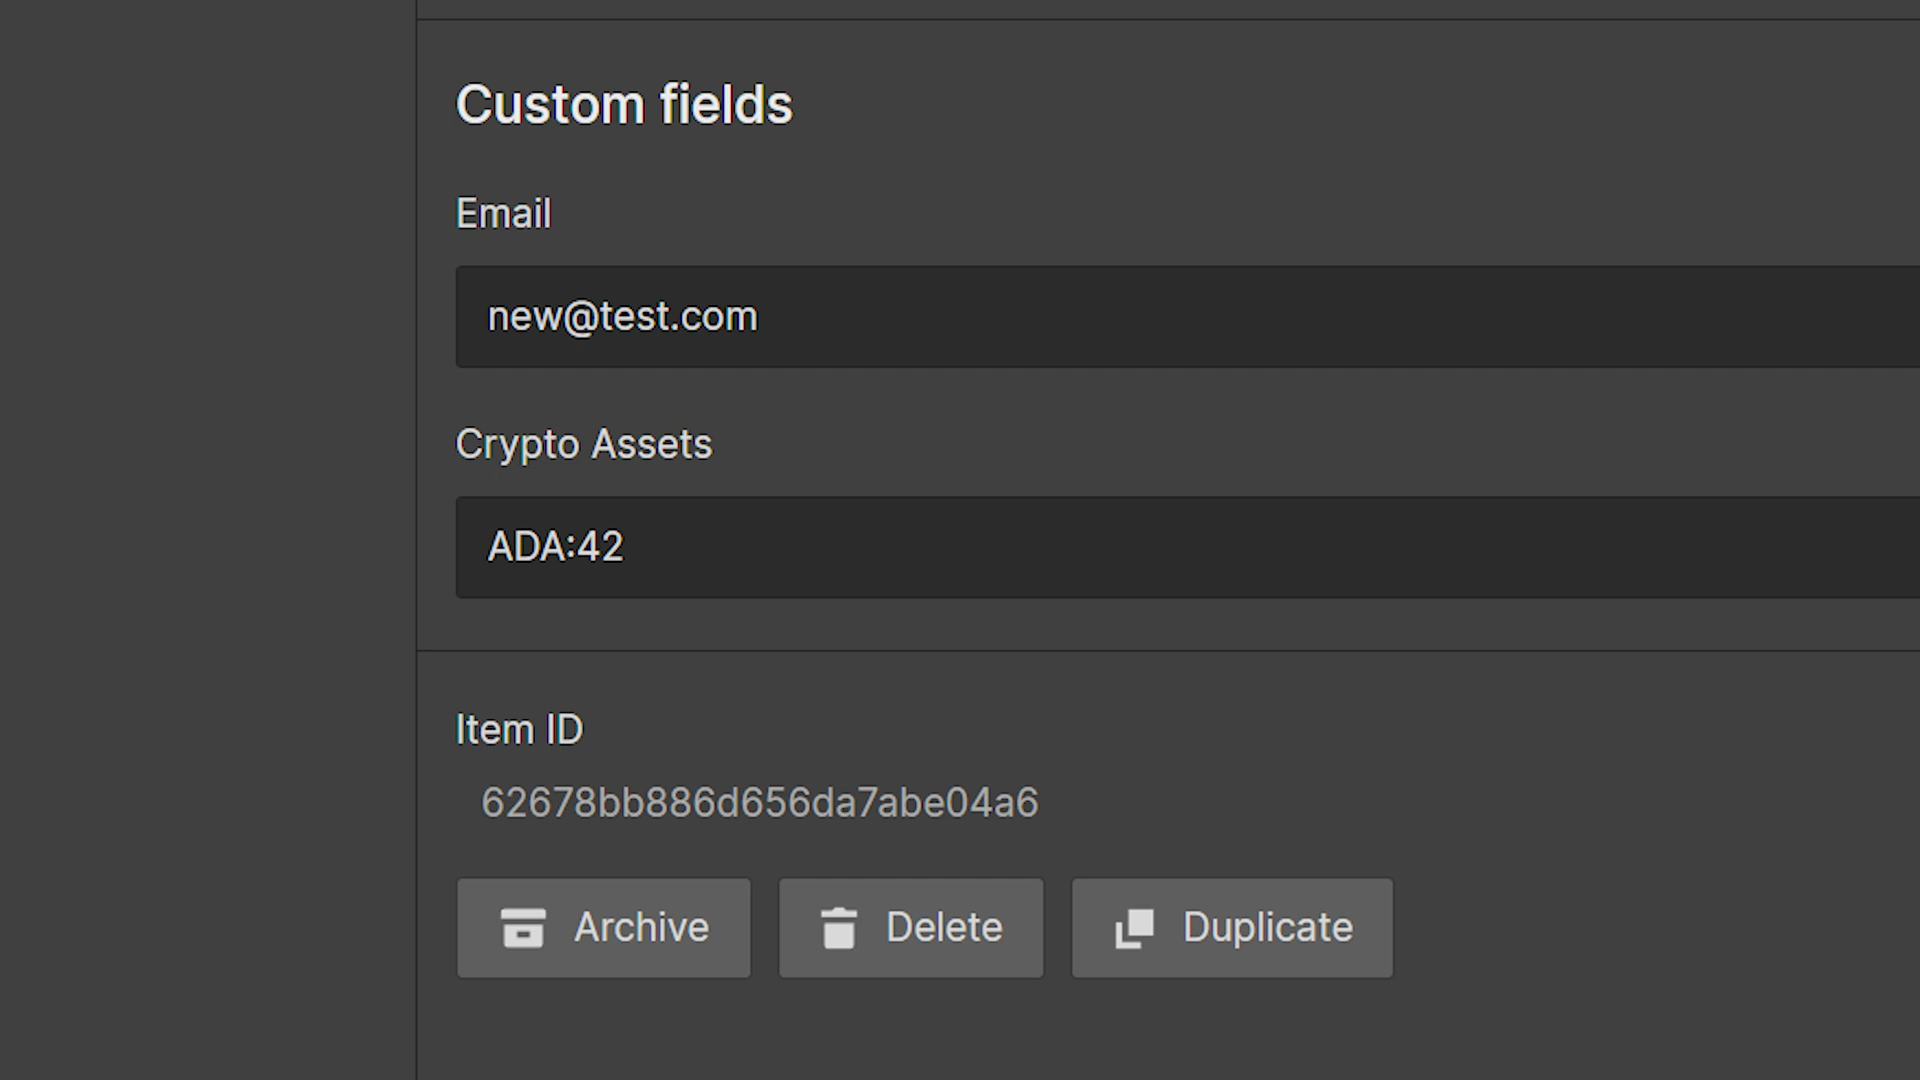 Custom fields
Email
new@test.com
Crypto Assets
ADA:42
Item ID
62678bb886d656da7abe04a6
Archive
Delete
Duplicate